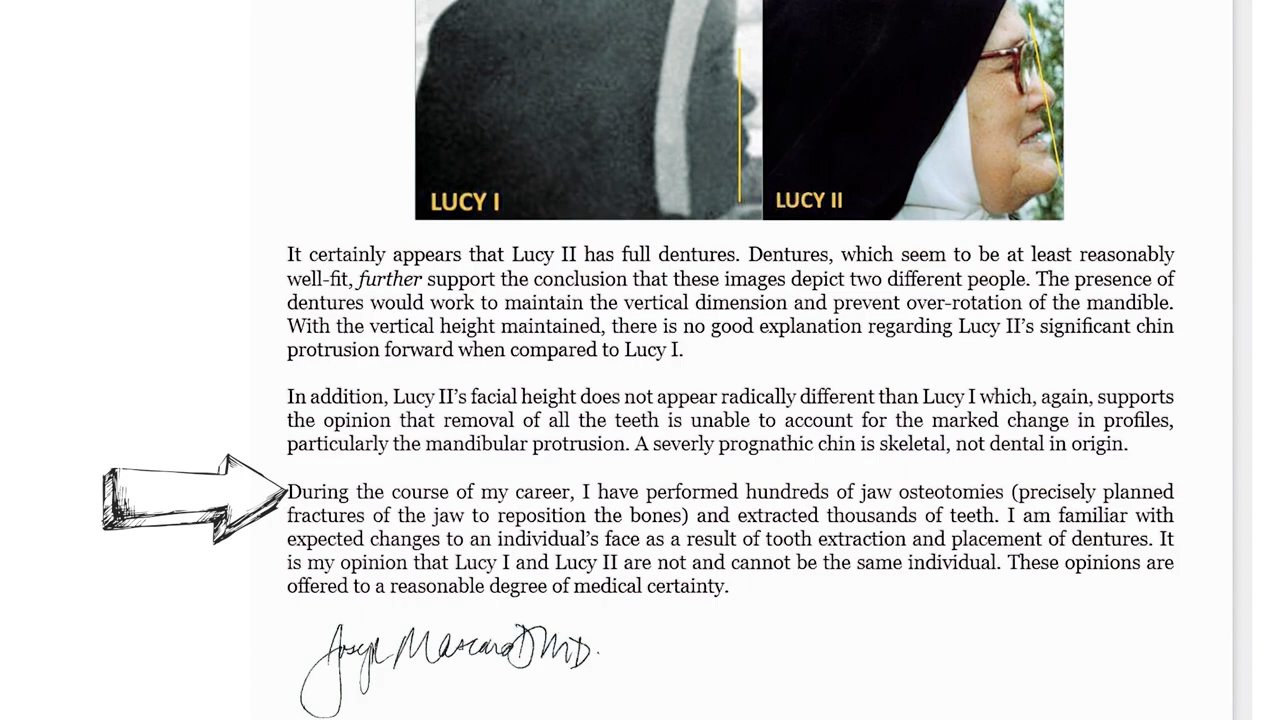 LUCY I
LUCY II
It certainly appears that Lucy II has full dentures. Dentures, which seem to be at least reasonably
well-fit, further support the conclusion that these images depict two different people. The presence of
dentures would work to maintain the vertical dimension and prevent over-rotation of the mandible.
With the vertical height maintained, there is no good explanation regarding Lucy II's significant chin
protrusion forward when compared to Lucy I.
In addition, Lucy II's facial height does not appear radically different than Lucy I which, again, supports
the opinion that removal of all the teeth is unable to account for the marked change in profiles,
particularly the mandibular protrusion. A severly prognathic chin is skeletal, not dental in origin.
During the course of my career, I have performed hundreds of jaw osteotomies (precisely planned
fractures of the jaw to reposition the bones) and extracted thousands of teeth. I am familiar with
expected changes to an individual's face as a result of tooth extraction and placement of dentures. It
is my opinion that Lucy I and Lucy II are not and cannot be the same individual. These opinions are
offered to a reasonable degree of medical certainty.
Joseph